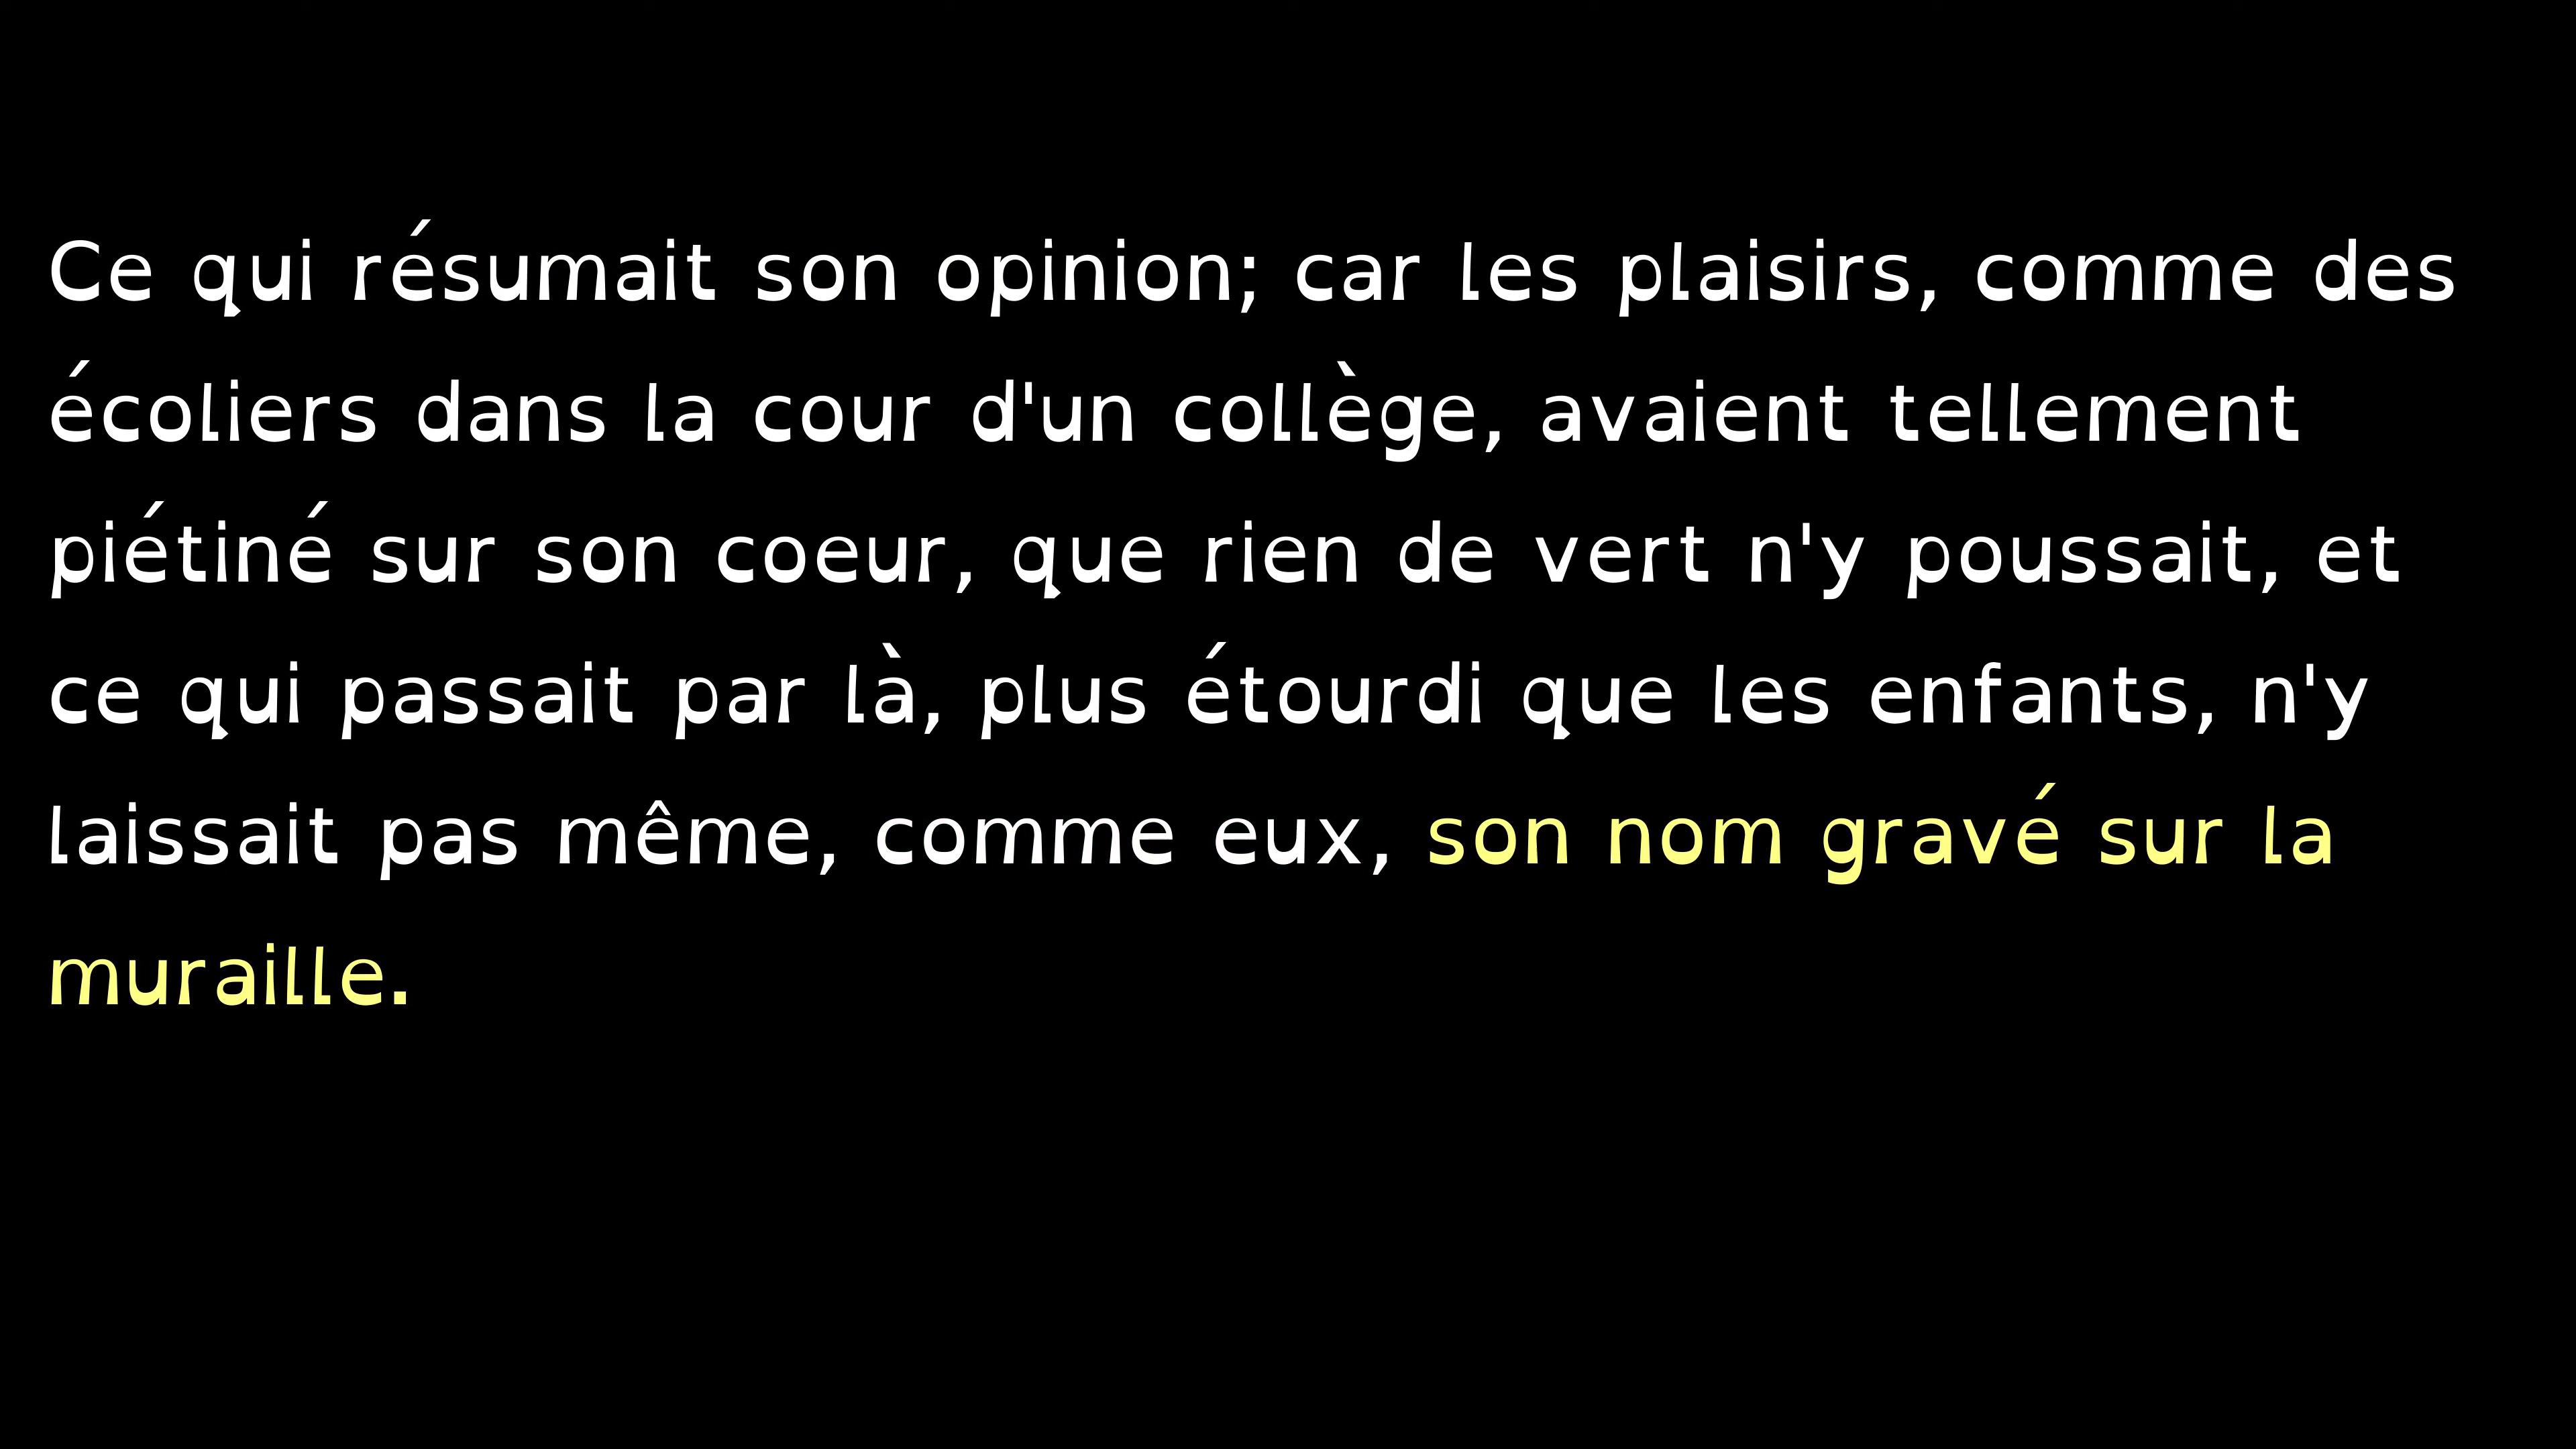 Ce qui résumait son opinion; car les plaisirs, comme des
écoliers dans la cour d'un collège, avaient tellement
piétiné sur son coeur, que rien de vert n'y poussait, et
ce qui passait par là, plus étourdi que les enfants, n'y
laissait pas même, comme eux, son nom gravé sur la
muraille.